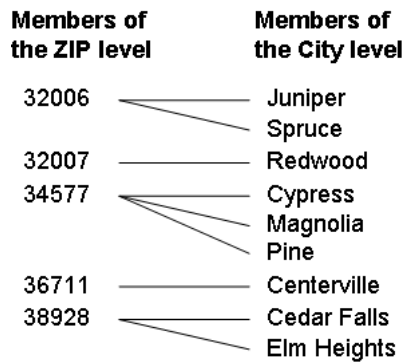 Members of
the ZIP level
Members of
the City level
32006
Juniper
Spruce
32007
Redwood
34577
Cypress
Magnolia
Pine
36711
Centerville
38928
Cedar Falls
Elm Heights